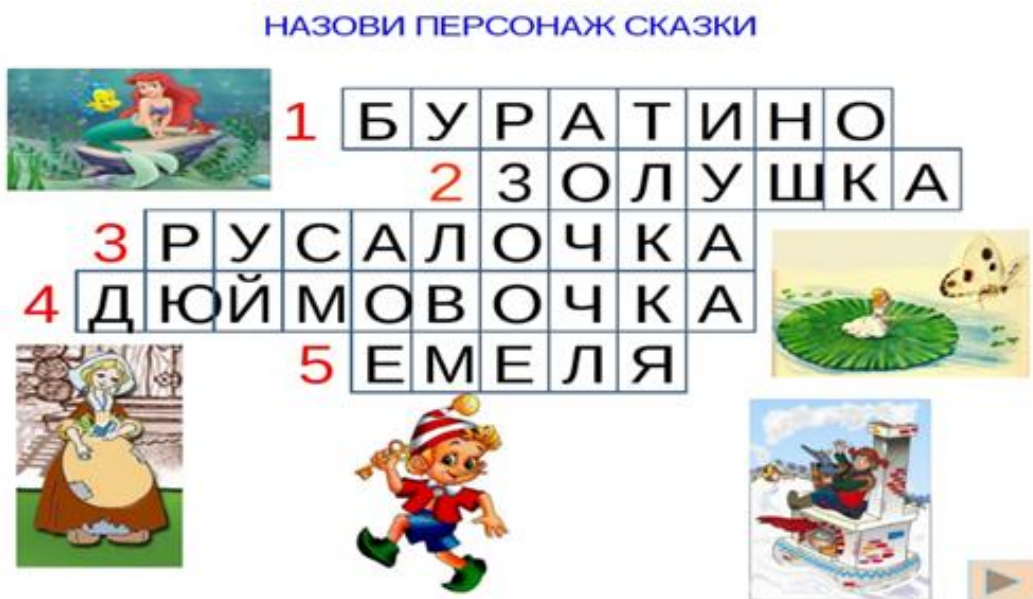 НАЗОВИ ПЕРСОНАЖ СКАЗКИ
1 БУРАТИНО
2 ЗОЛУШКА
3 РУСАЛОЧКА
4 ДЮЙМОВОЧКА
5 ЕМЕЛЯ